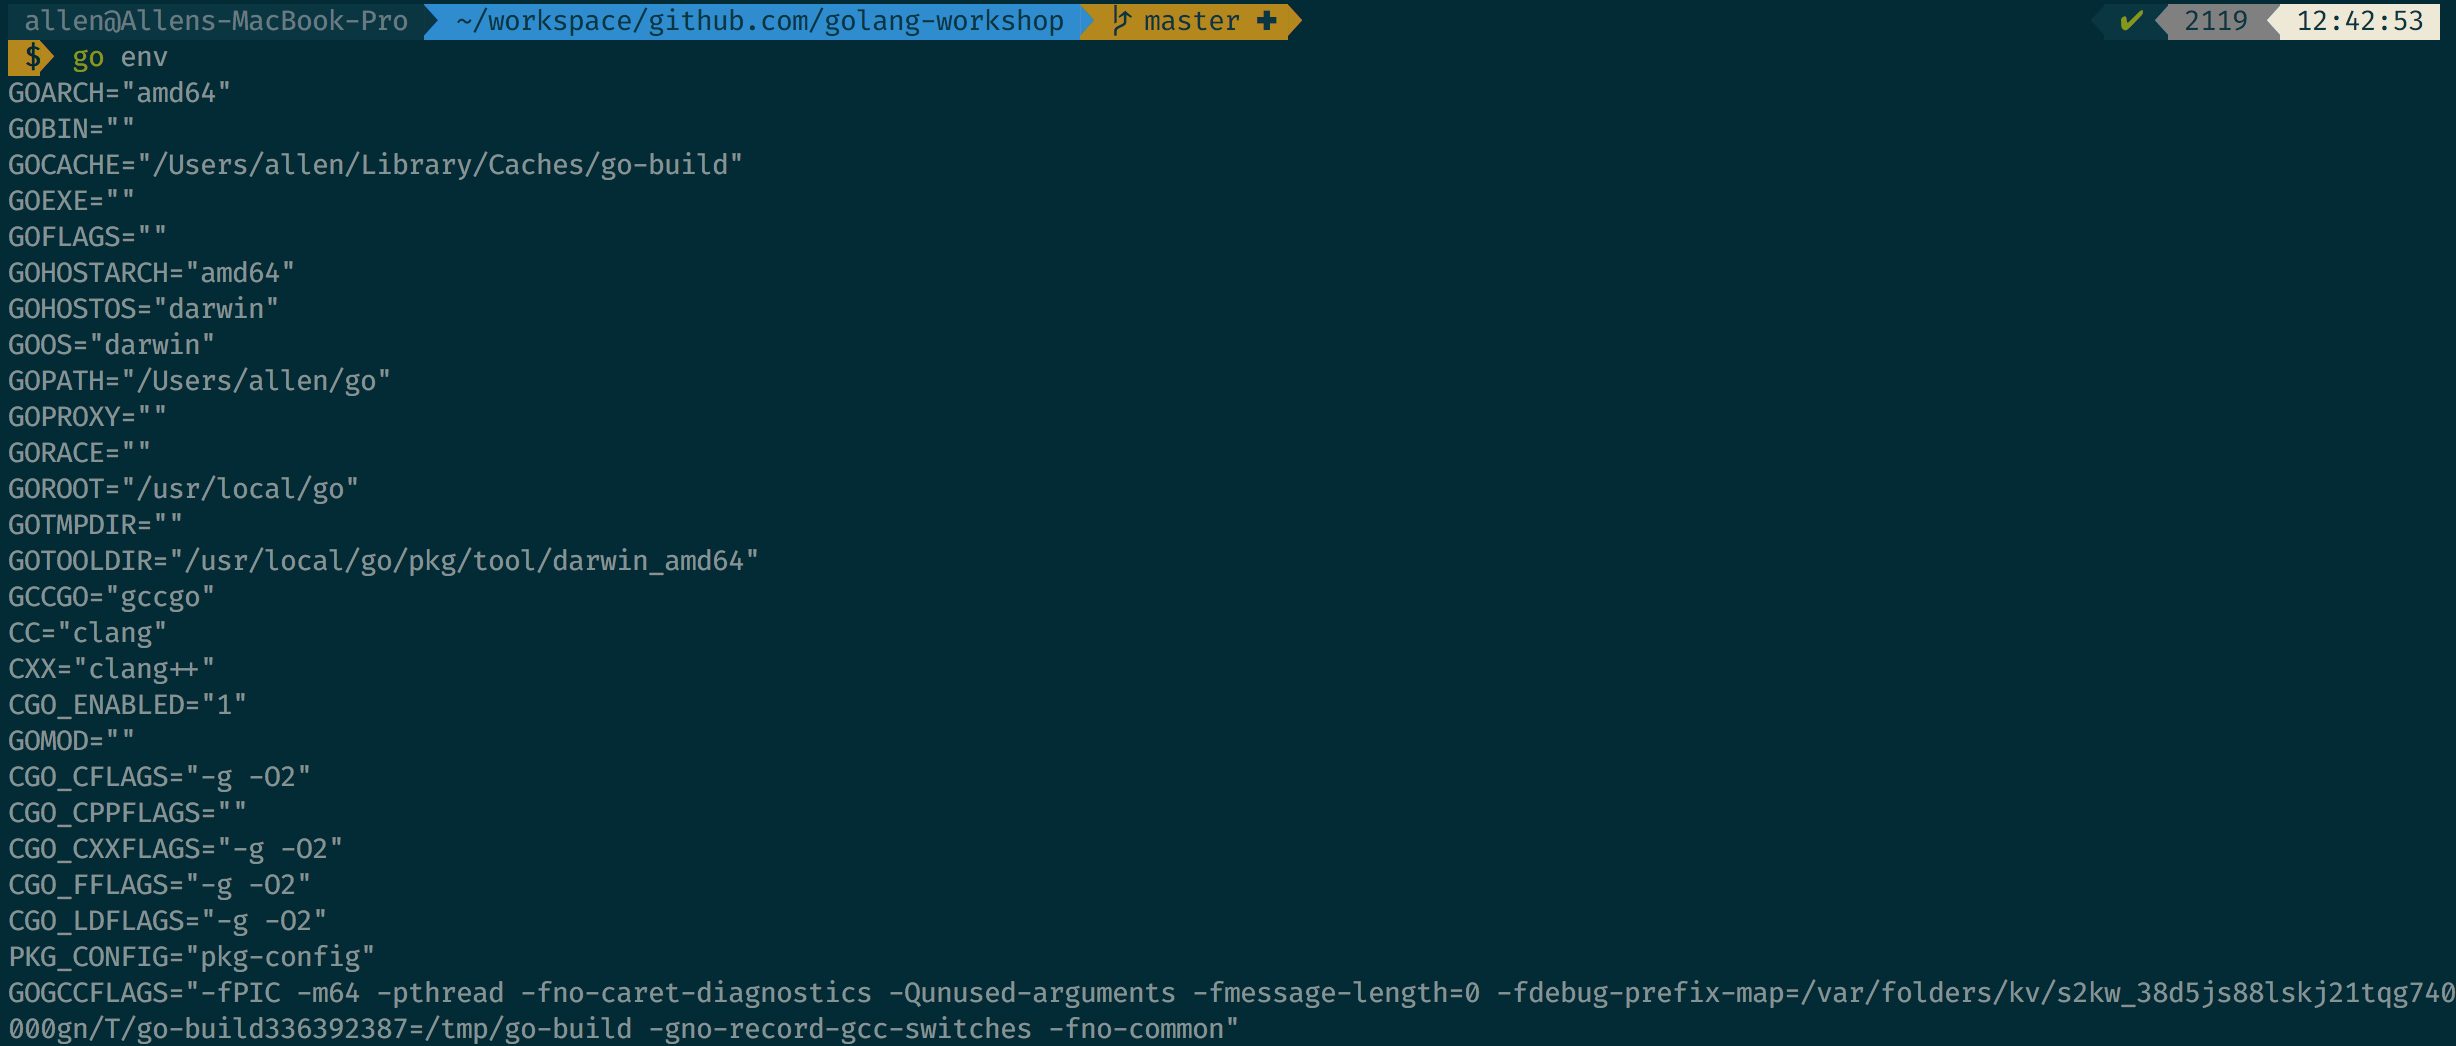 allen@Allens-MacBook-Pro ~/workspace/github.com/golang-workshop master ✚ ✔ 2119 12:42:53
$ go env
GOARCH="amd64"
GOBIN=""
GOCACHE="/Users/allen/Library/Caches/go-build"
GOEXE=""
GOFLAGS=""
GOHOSTARCH="amd64"
GOHOSTOS="darwin"
GOOS="darwin"
GOPATH="/Users/allen/go"
GOPROXY=""
GORACE=""
GOROOT="/usr/local/go"
GOTMPDIR=""
GOTOOLDIR="/usr/local/go/pkg/tool/darwin_amd64"
GCCGO="gccgo"
CC="clang"
CXX="clang++"
CGO_ENABLED="1"
GOMOD=""
CGO_CFLAGS="-g -O2"
CGO_CPPFLAGS=""
CGO_CXXFLAGS="-g -O2"
CGO_FFLAGS="-g -O2"
CGO_LDFLAGS="-g -O2"
PKG_CONFIG="pkg-config"
GOGCCFLAGS="-fPIC -m64 -pthread -fno-caret-diagnostics -Qunused-arguments -fmessage-length=0 -fdebug-prefix-map=/var/folders/kv/s2kw_38d5js88lskj21tqg740
000gn/T/go-build336392387=/tmp/go-build -gno-record-gcc-switches -fno-common"